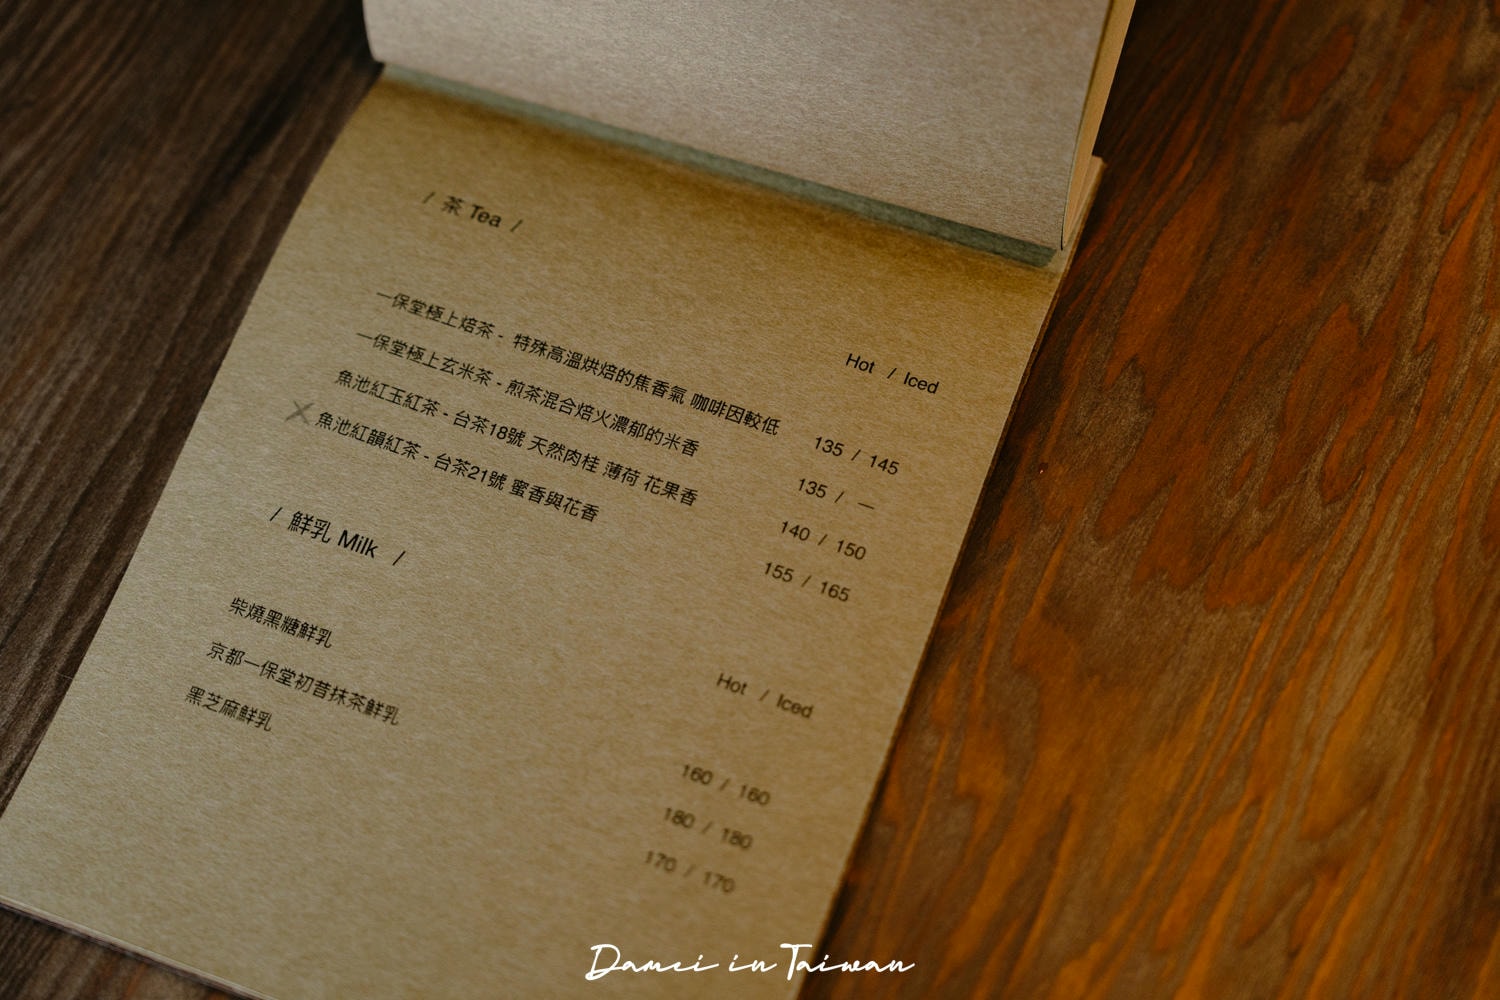 / 茶 Tea /
Hot / Iced
一保堂極上焙茶 - 特殊高溫烘焙的焦香氣 咖啡因較低 135 / 145
一保堂極上玄米茶 - 煎茶混合焙火濃郁的米香 135 / —
魚池紅玉紅茶 - 台茶18號 天然肉桂 薄荷 花果香 140 / 150
魚池紅韻紅茶 - 台茶21號 蜜香與花香 155 / 165
/ 鮮乳 Milk /
Hot / Iced
柴燒黑糖鮮乳 160 / 160
京都一保堂初昔抹茶鮮乳 180 / 180
黑芝麻鮮乳 170 / 170
Damei in Taiwan